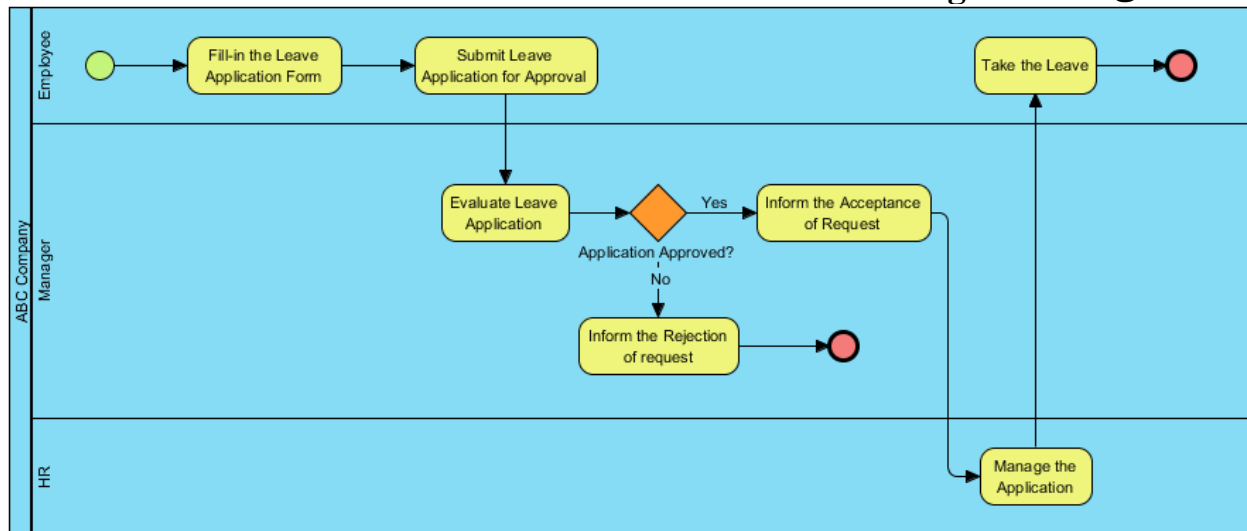 ABC Company
Employee
Fill-in the Leave
Application Form
Submit Leave
Application for Approval
Take the Leave
Manager
Evaluate Leave
Application
Application Approved?
Yes
Inform the Acceptance
of Request
No
Inform the Rejection
of request
HR
Manage the
Application